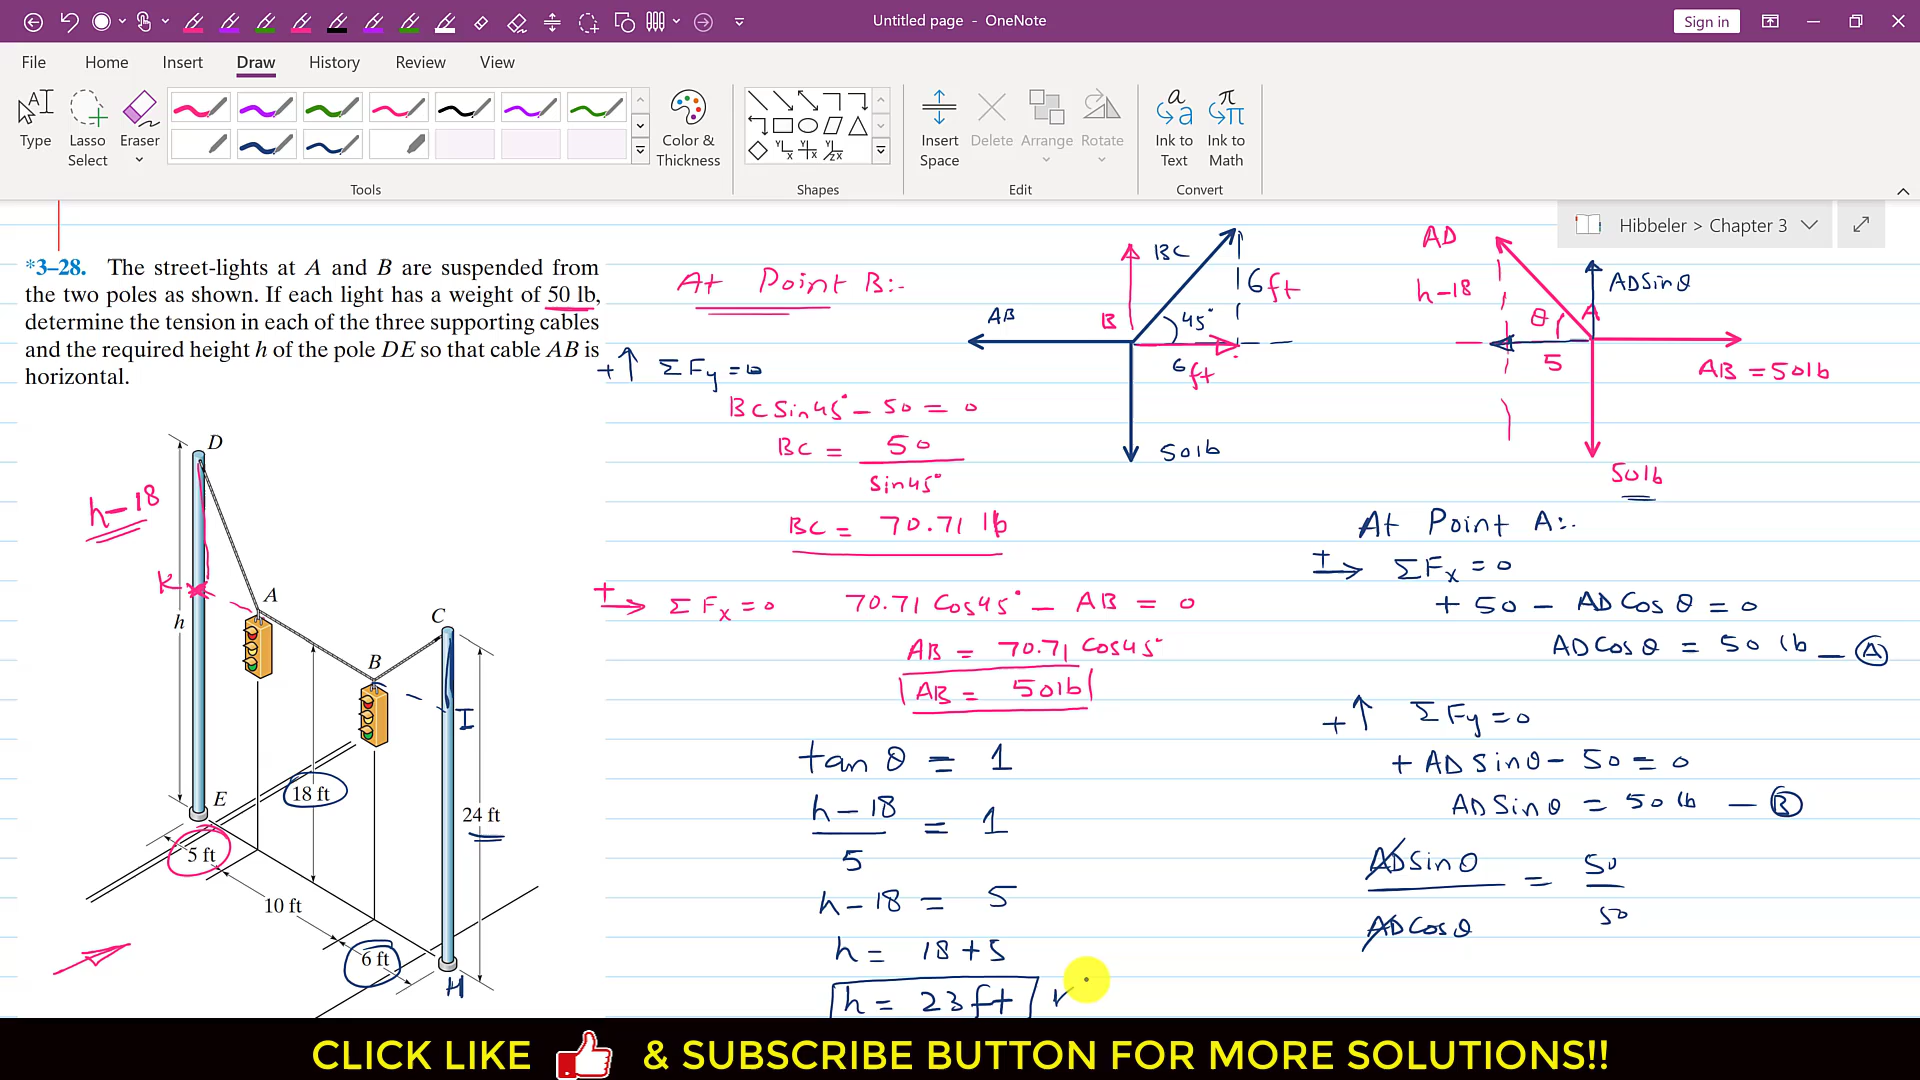 Untitled page - OneNote
Sign in
File Home Insert Draw History Review View
Type
Lasso Select
Eraser
Color & Thickness
Insert Space
Delete
Arrange
Rotate
Ink to Text
Ink to Math
Tools
Shapes
Edit
Convert
Hibbeler > Chapter 3
*3–28. The street-lights at A and B are suspended from
the two poles as shown. If each light has a weight of 50 lb,
determine the tension in each of the three supporting cables
and the required height h of the pole DE so that cable AB is
horizontal.
D
h-18
K
h
A
C
B
I
E
18 ft
24 ft
5 ft
10 ft
6 ft
H
At Point B:-
+↑ ΣFy = 0
BC Sin45° - 50 = 0
BC = 50 / Sin45°
BC = 70.71 lb
+→ ΣFx = 0 70.71 Cos45° - AB = 0
AB = 70.71 Cos45°
AB = 50lb
tan θ = 1
h-18 / 5 = 1
h-18 = 5
h = 18+5
h = 23ft
BC
6ft
AB
B
45°
6ft
50lb
AD
h-18
ADSinθ
θ
A
5
AB = 50lb
50lb
At Point A:-
+→ ΣFx = 0
+ 50 - AD Cos θ = 0
ADCos θ = 50 lb - A
+↑ ΣFy = 0
+ AD Sinθ - 50 = 0
AD Sinθ = 50 lb - B
ADSinθ / ADCosθ = 50 / 50
CLICK LIKE & SUBSCRIBE BUTTON FOR MORE SOLUTIONS!!